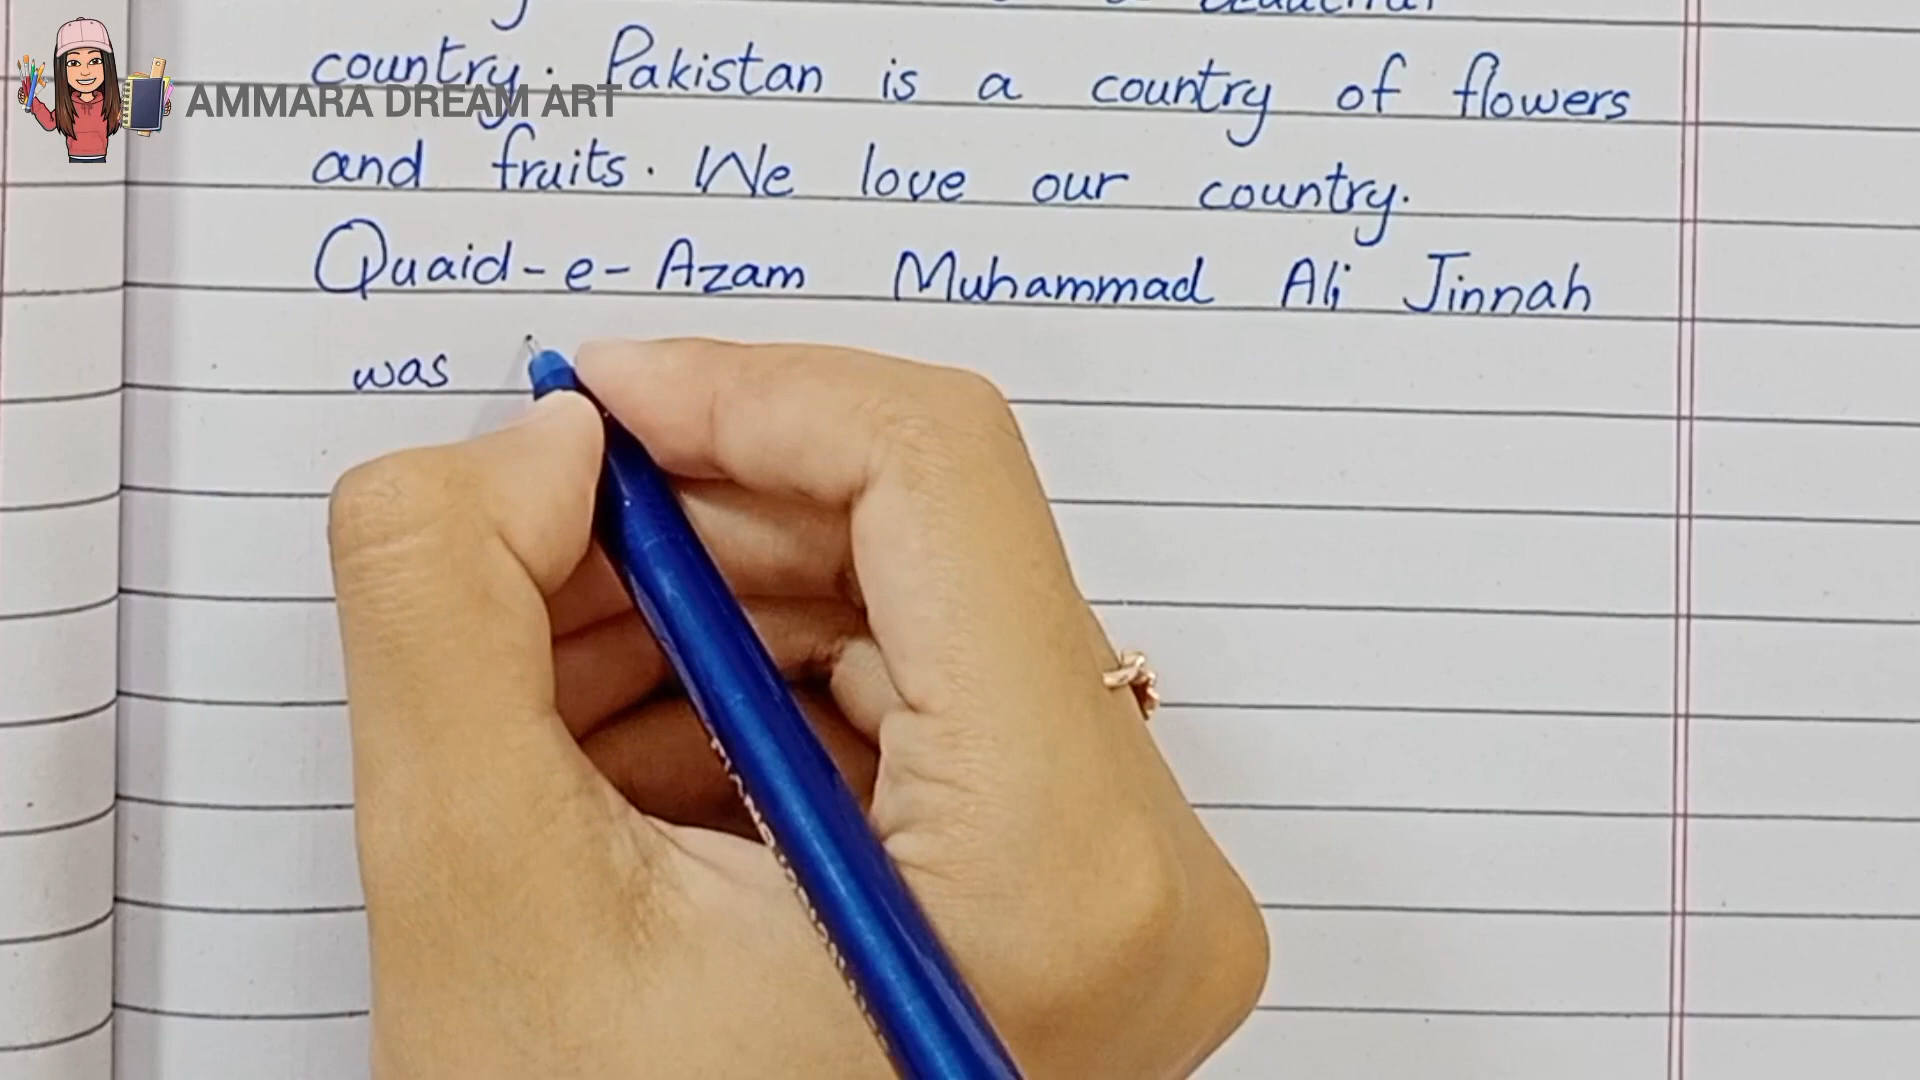 beautiful
country. Pakistan is a country of flowers
AMMARA DREAM ART
and fruits. We love our country.
Quaid-e-Azam Muhammad Ali Jinnah
was